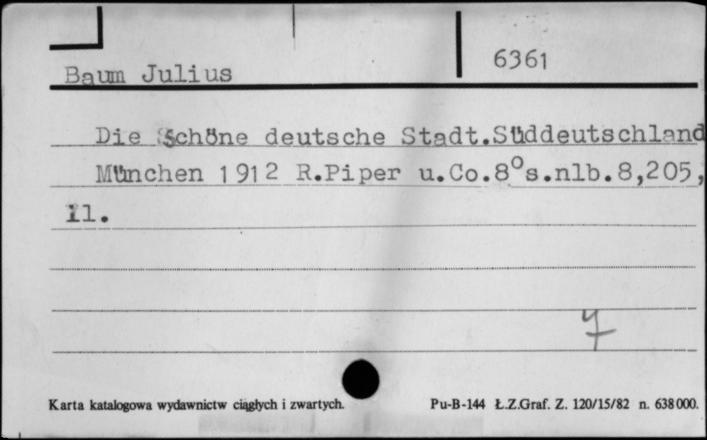 6361
Baum Julius
Die schöne deutsche Stadt.Süddeutschland
München 1912 R.Piper u.Co.8°s.nlb.8,205,
il.
7
Karta katalogowa wydawnictw ciągłych i zwartych. Pu-B-144 Ł.Z.Graf. Z. 120/15/82 n. 638000.